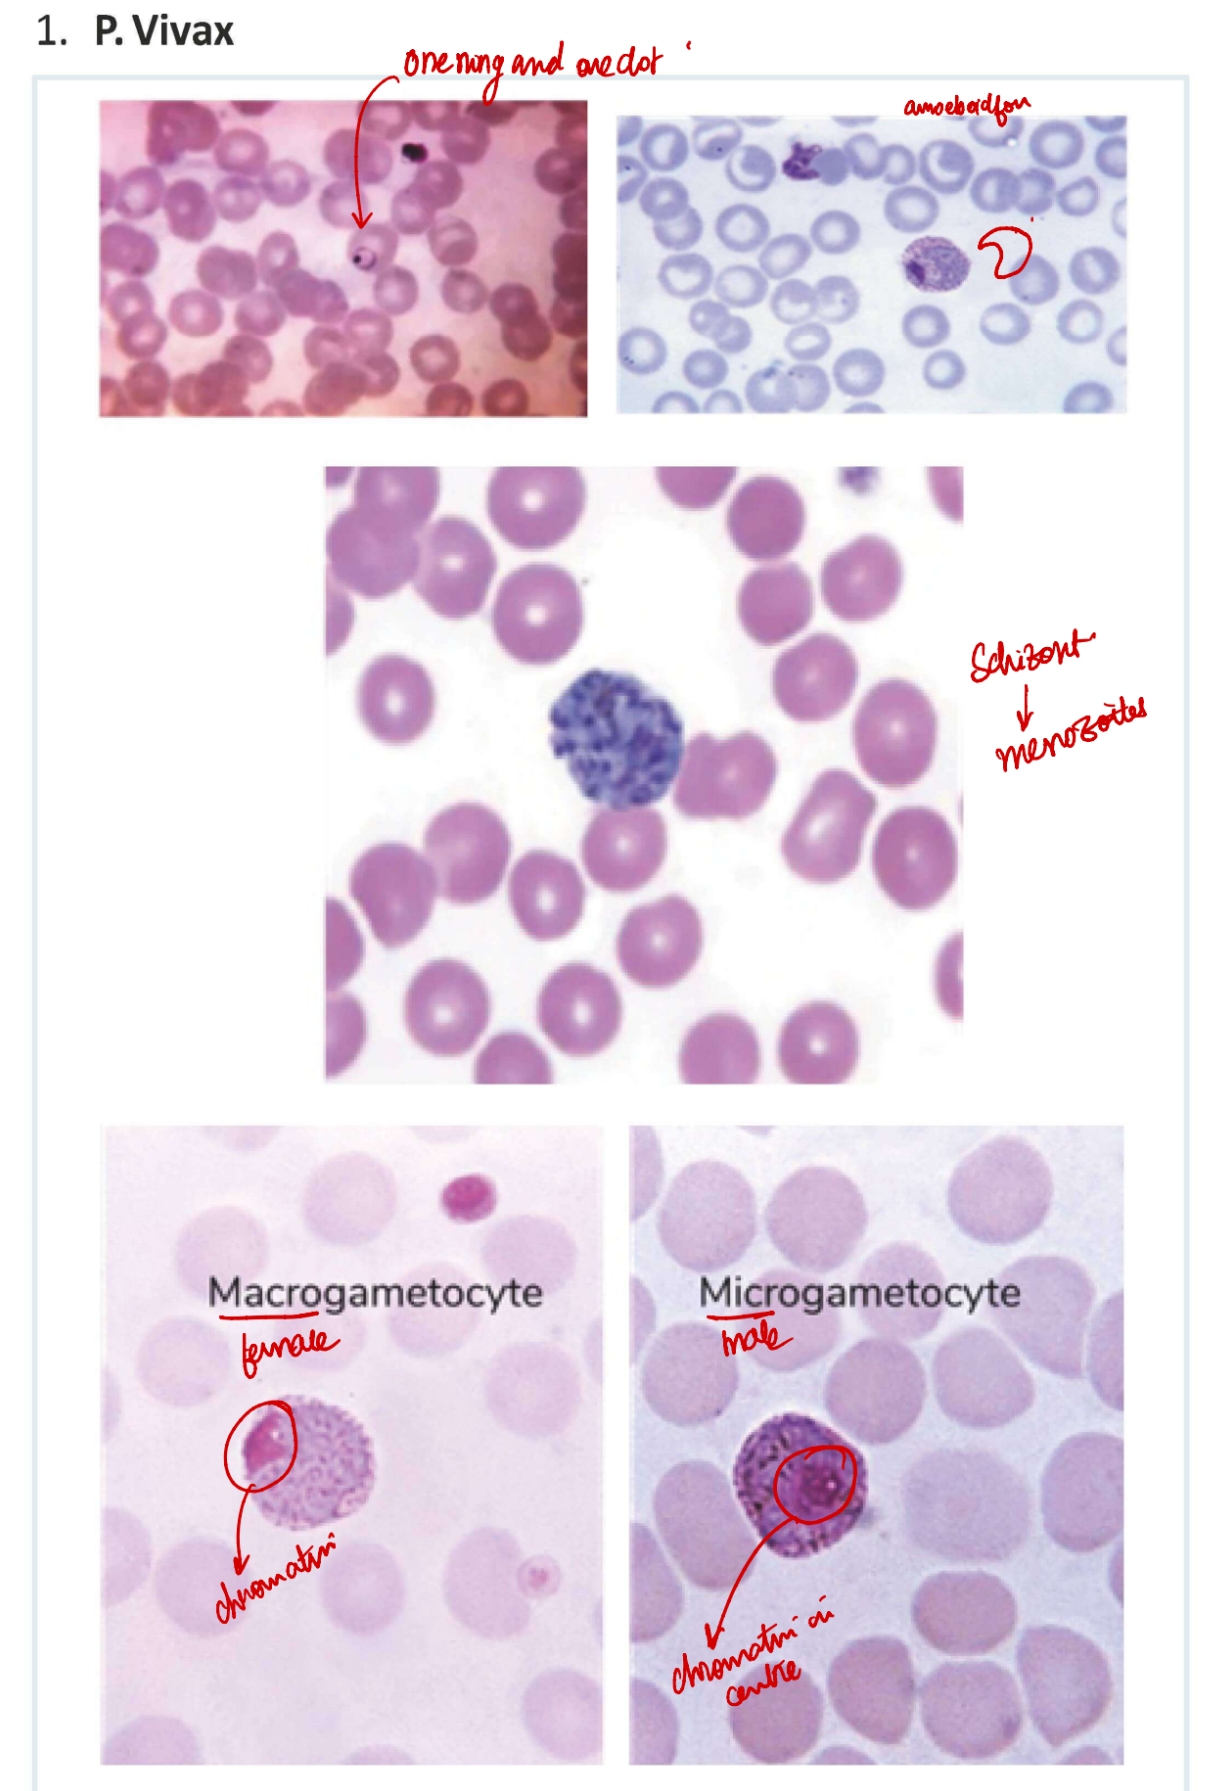 1. P. Vivax
one ring and one dot
amoeboid form
Schizont
merozoites
Macrogametocyte
female
Microgametocyte
male
chromatin
chromatin in
centre